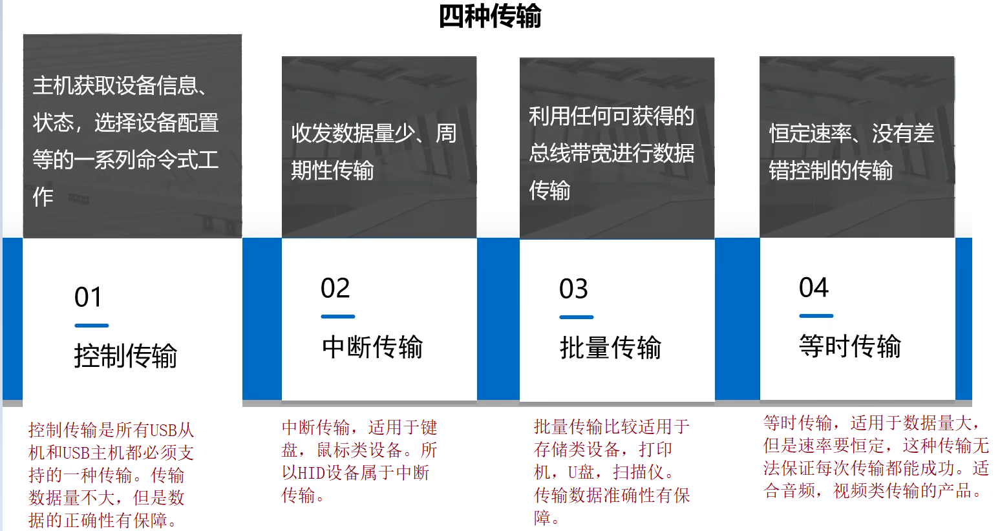 四种传输
主机获取设备信息、
状态，选择设备配置
等的一系列命令式工
作
01
控制传输
控制传输是所有USB从
机和USB主机都必须支
持的一种传输。传输
数据量不大，但是数
据的正确性有保障。
收发数据量少、周
期性传输
02
中断传输
中断传输，适用于键
盘，鼠标类设备。所
以HID设备属于中断
传输。
利用任何可获得的
总线带宽进行数据
传输
03
批量传输
批量传输比较适用于
存储类设备，打印
机，U盘，扫描仪。
传输数据准确性有保
障。
恒定速率、没有差
错控制的传输
04
等时传输
等时传输，适用于数据量大，
但是速率要恒定，这种传输无
法保证每次传输都能成功。适
合音频，视频类传输的产品。